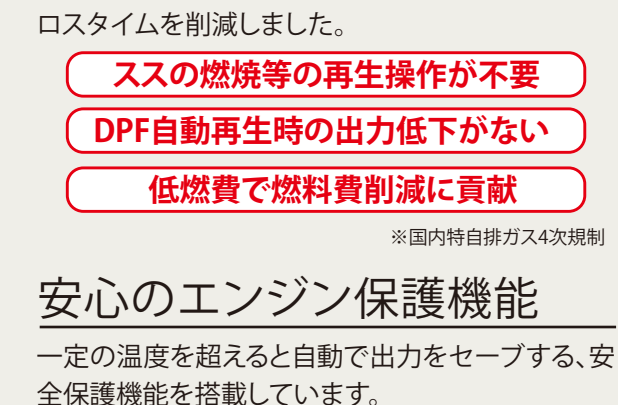 ロスタイムを削減しました。
ススの燃焼等の再生操作が不要
DPF自動再生時の出力低下がない
低燃費で燃料費削減に貢献
※国内特自排ガス4次規制
安心のエンジン保護機能
一定の温度を超えると自動で出力をセーブする、安
全保護機能を搭載しています。